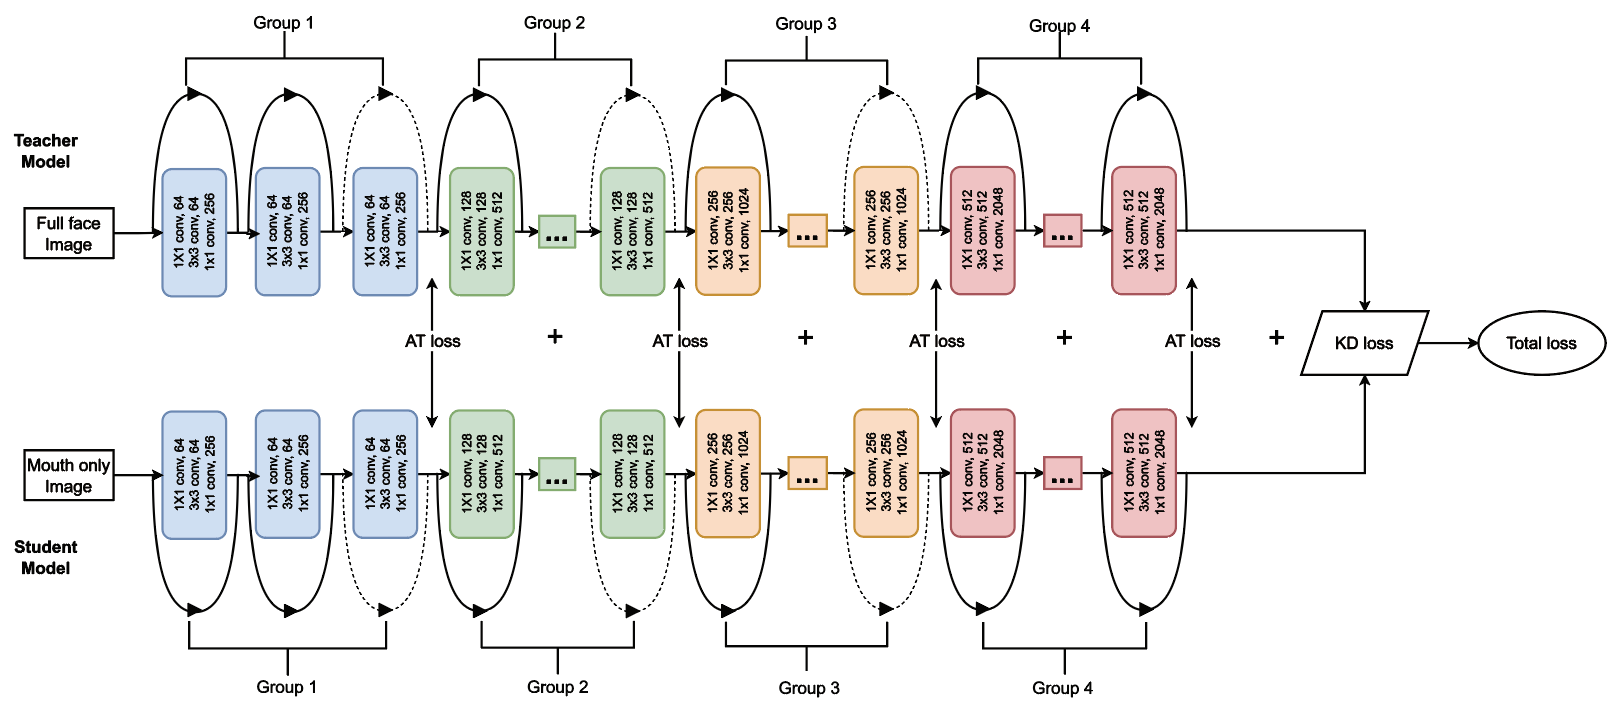 Group 1
Group 2
Group 3
Group 4
Teacher
Model
Full face
Image
1X1 conv, 64
3x3 conv, 64
1x1 conv, 256
1X1 conv, 64
3x3 conv, 64
1x1 conv, 256
1X1 conv, 64
3x3 conv, 64
1x1 conv, 256
1X1 conv, 128
3x3 conv, 128
1x1 conv, 512
...
1X1 conv, 128
3x3 conv, 128
1x1 conv, 512
1X1 conv, 256
3x3 conv, 256
1x1 conv, 1024
...
1X1 conv, 256
3x3 conv, 256
1x1 conv, 1024
1X1 conv, 512
3x3 conv, 512
1x1 conv, 2048
...
1X1 conv, 512
3x3 conv, 512
1x1 conv, 2048
AT loss
+
AT loss
+
AT loss
+
AT loss
+
KD loss
Total loss
Mouth only
Image
1X1 conv, 64
3x3 conv, 64
1x1 conv, 256
1X1 conv, 64
3x3 conv, 64
1x1 conv, 256
1X1 conv, 64
3x3 conv, 64
1x1 conv, 256
1X1 conv, 128
3x3 conv, 128
1x1 conv, 512
...
1X1 conv, 128
3x3 conv, 128
1x1 conv, 512
1X1 conv, 256
3x3 conv, 256
1x1 conv, 1024
...
1X1 conv, 256
3x3 conv, 256
1x1 conv, 1024
1X1 conv, 512
3x3 conv, 512
1x1 conv, 2048
...
1X1 conv, 512
3x3 conv, 512
1x1 conv, 2048
Student
Model
Group 1
Group 2
Group 3
Group 4